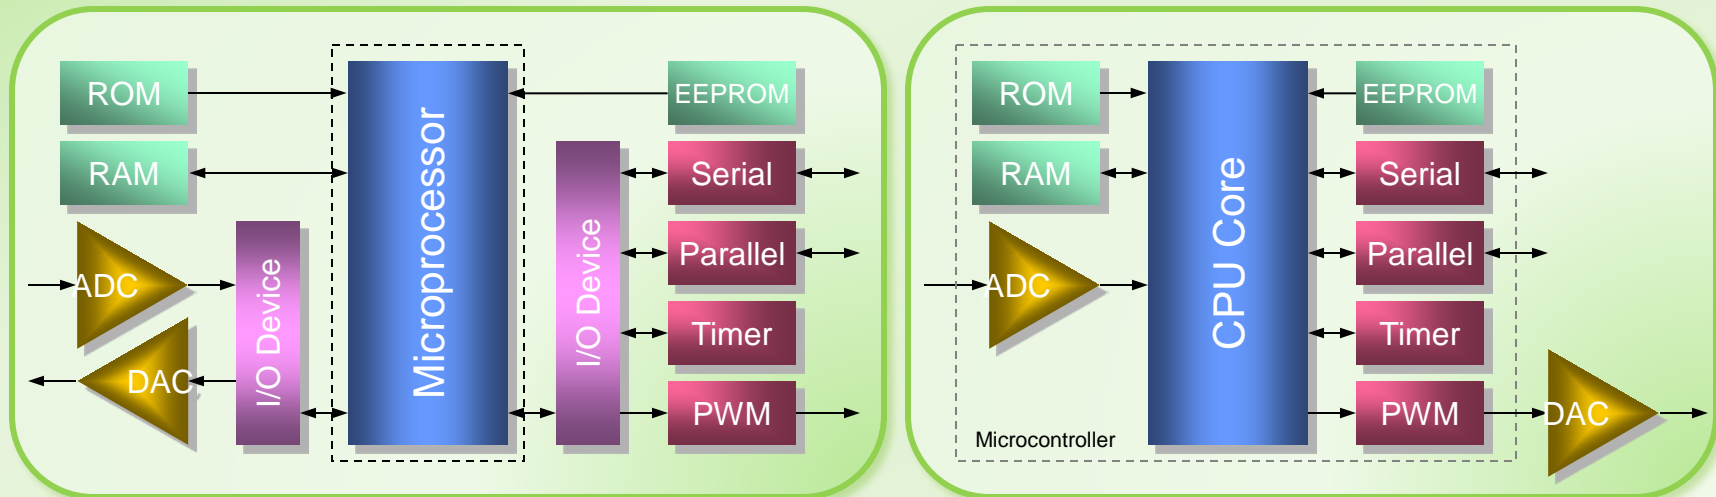 ROM
RAM
ADC
DAC
I/O Device
Microprocessor
I/O Device
EEPROM
Serial
Parallel
Timer
PWM
ROM
RAM
ADC
CPU Core
EEPROM
Serial
Parallel
Timer
PWM
DAC
Microcontroller